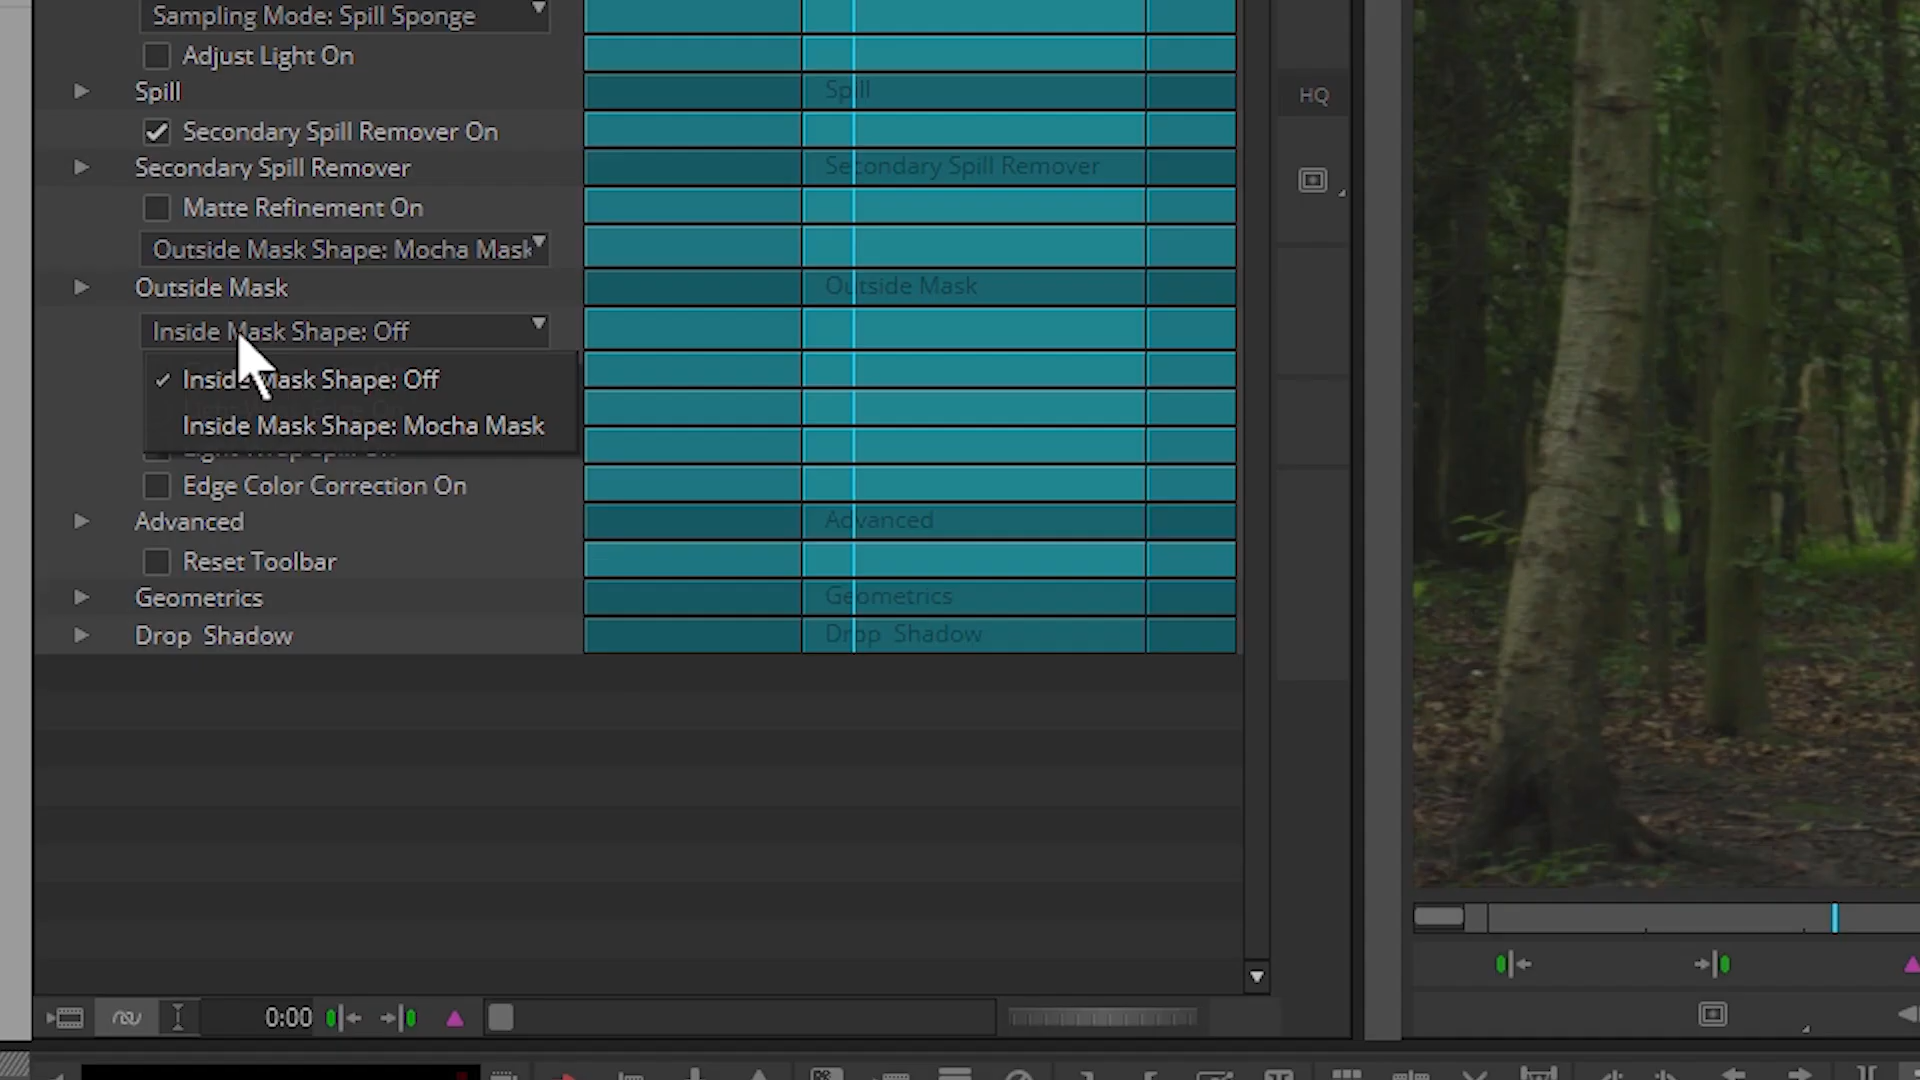 Sampling Mode: Spill Sponge
Adjust Light On
Spill
Spill
HQ
Secondary Spill Remover On
Secondary Spill Remover
Secondary Spill Remover
Matte Refinement On
Outside Mask Shape: Mocha Mask
Outside Mask
Outside Mask
Inside Mask Shape: Off
Inside Mask Shape: Off
Inside Mask Shape: Mocha Mask
Edge Color Correction On
Advanced
Advanced
Reset Toolbar
Geometrics
Geometrics
Drop Shadow
Drop Shadow
0:00